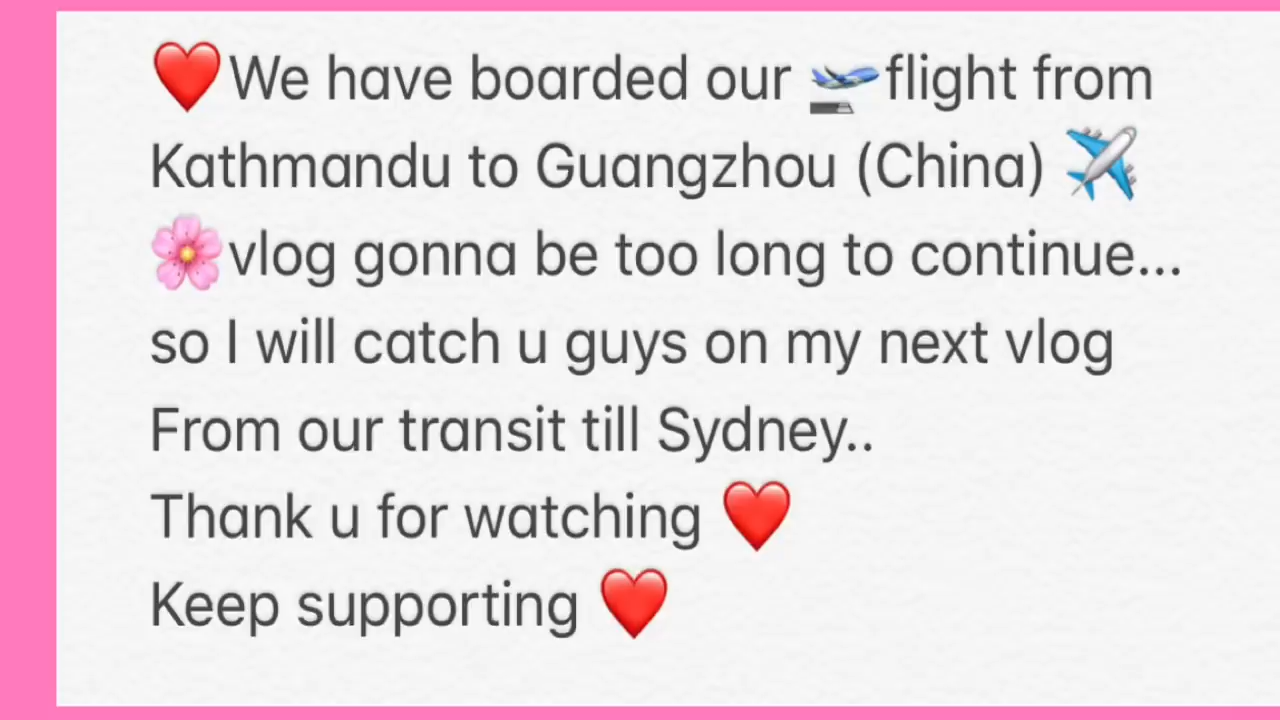 ❤️We have boarded our 🛫flight from
Kathmandu to Guangzhou (China) ✈️
🌸vlog gonna be too long to continue...
so I will catch u guys on my next vlog
From our transit till Sydney..
Thank u for watching ❤️
Keep supporting ❤️